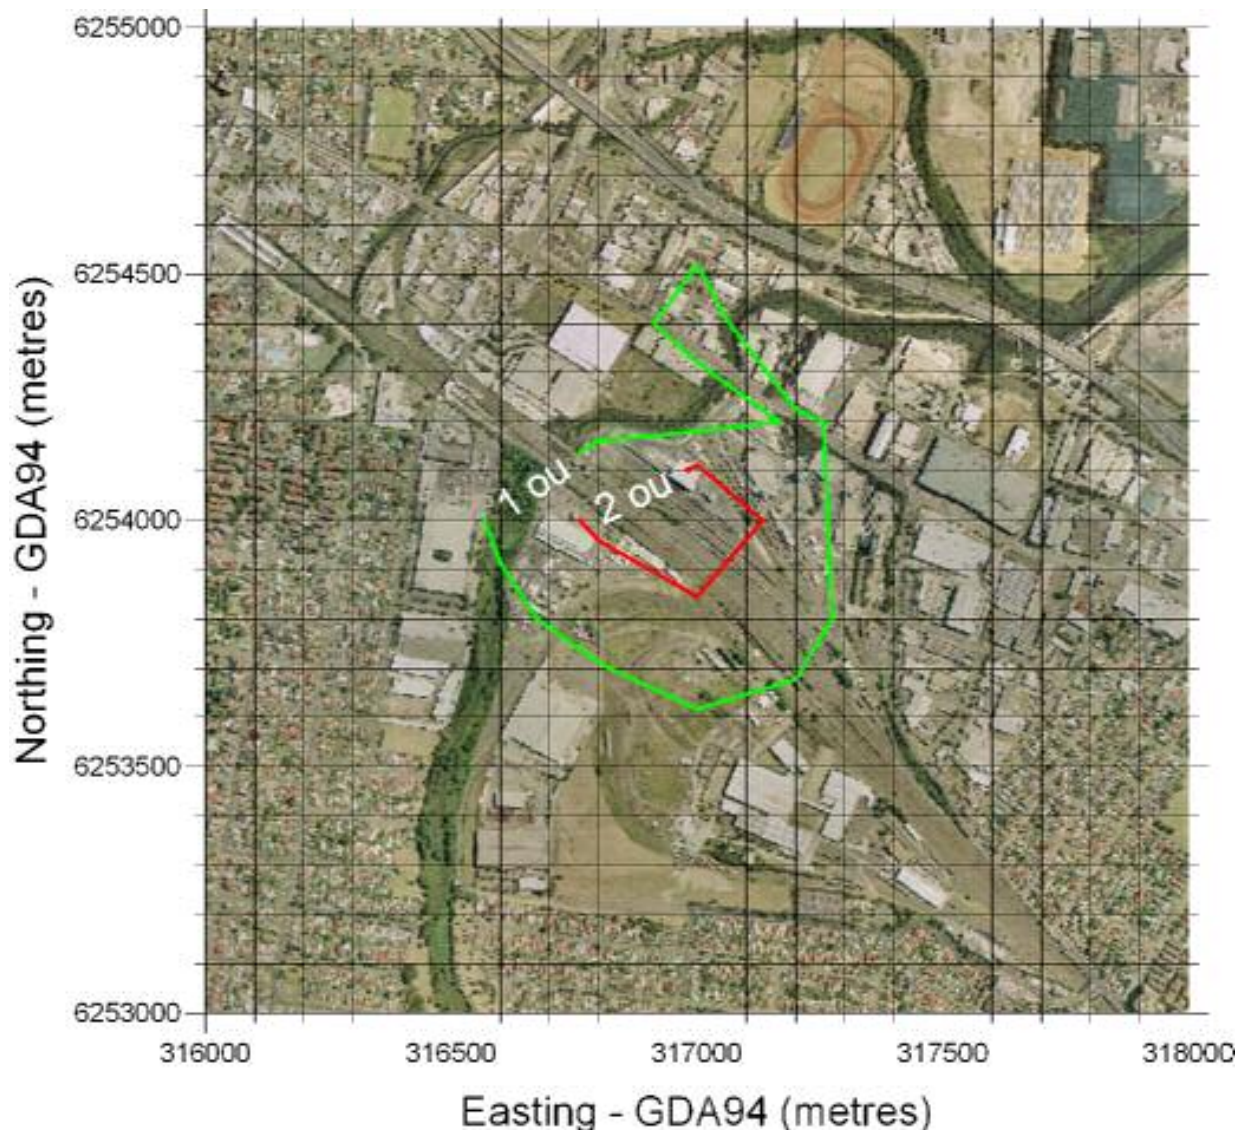 6255000
6254500
6254000
6253500
6253000
Northing - GDA94 (metres)
1 ou
2 ou
316000 316500 317000 317500 318000
Easting - GDA94 (metres)